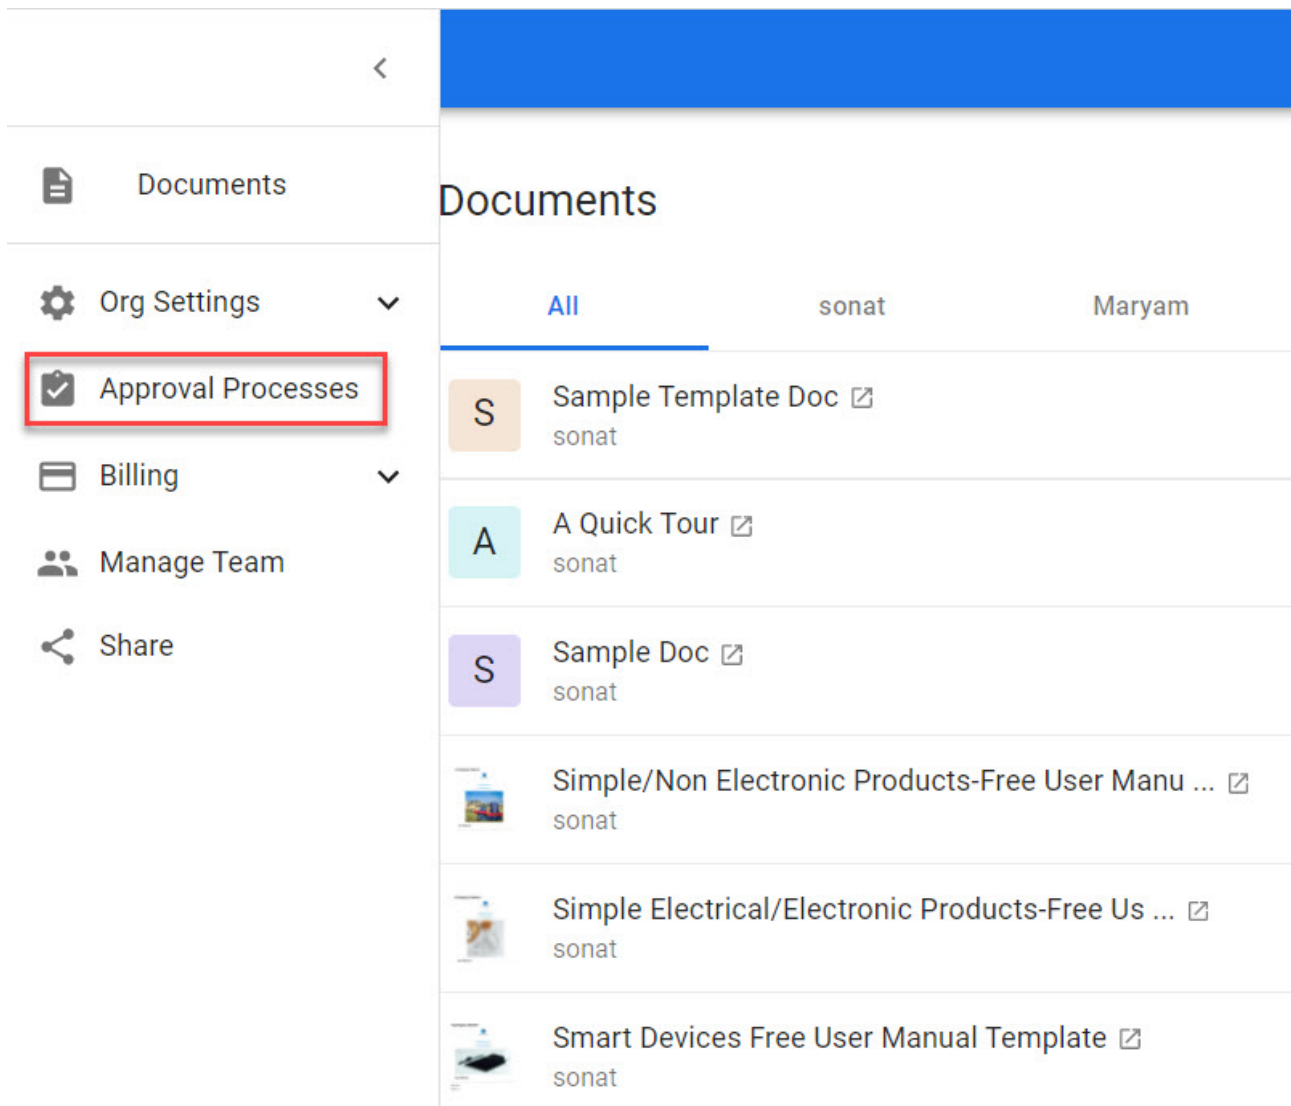 Documents
Org Settings
Approval Processes
Billing
Manage Team
Share
Documents
All sonat Maryam
S Sample Template Doc
sonat
A A Quick Tour
sonat
S Sample Doc
sonat
Simple/Non Electronic Products-Free User Manu ...
sonat
Simple Electrical/Electronic Products-Free Us ...
sonat
Smart Devices Free User Manual Template
sonat